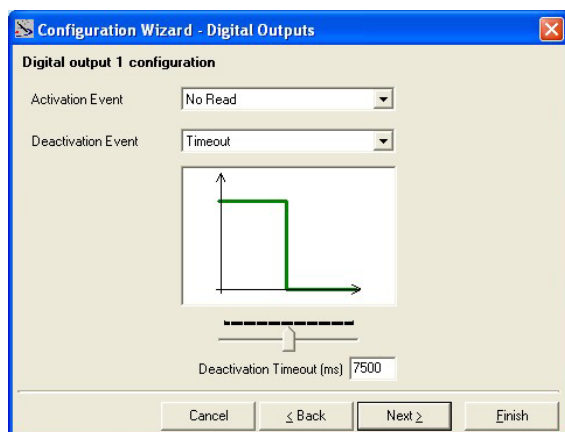 Configuration Wizard - Digital Outputs
Digital output 1 configuration
Activation Event No Read
Deactivation Event Timeout
Deactivation Timeout (ms) 7500
Cancel < Back Next > Finish